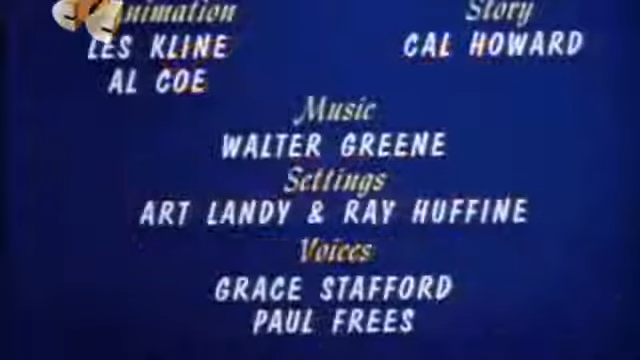 Animation
LES KLINE
AL COE
Story
CAL HOWARD
Music
WALTER GREENE
Settings
ART LANDY & RAY HUFFINE
Voices
GRACE STAFFORD
PAUL FREES